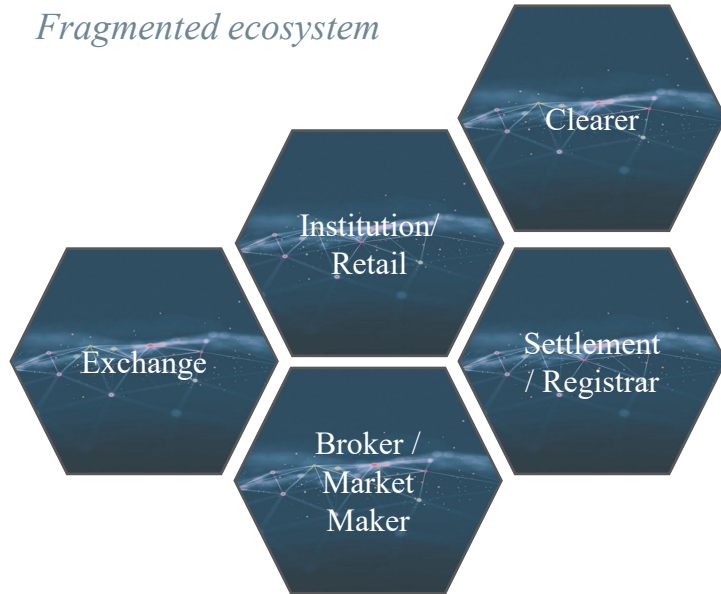 Fragmented ecosystem
Clearer
Institution/
Retail
Exchange
Settlement
/ Registrar
Broker /
Market
Maker